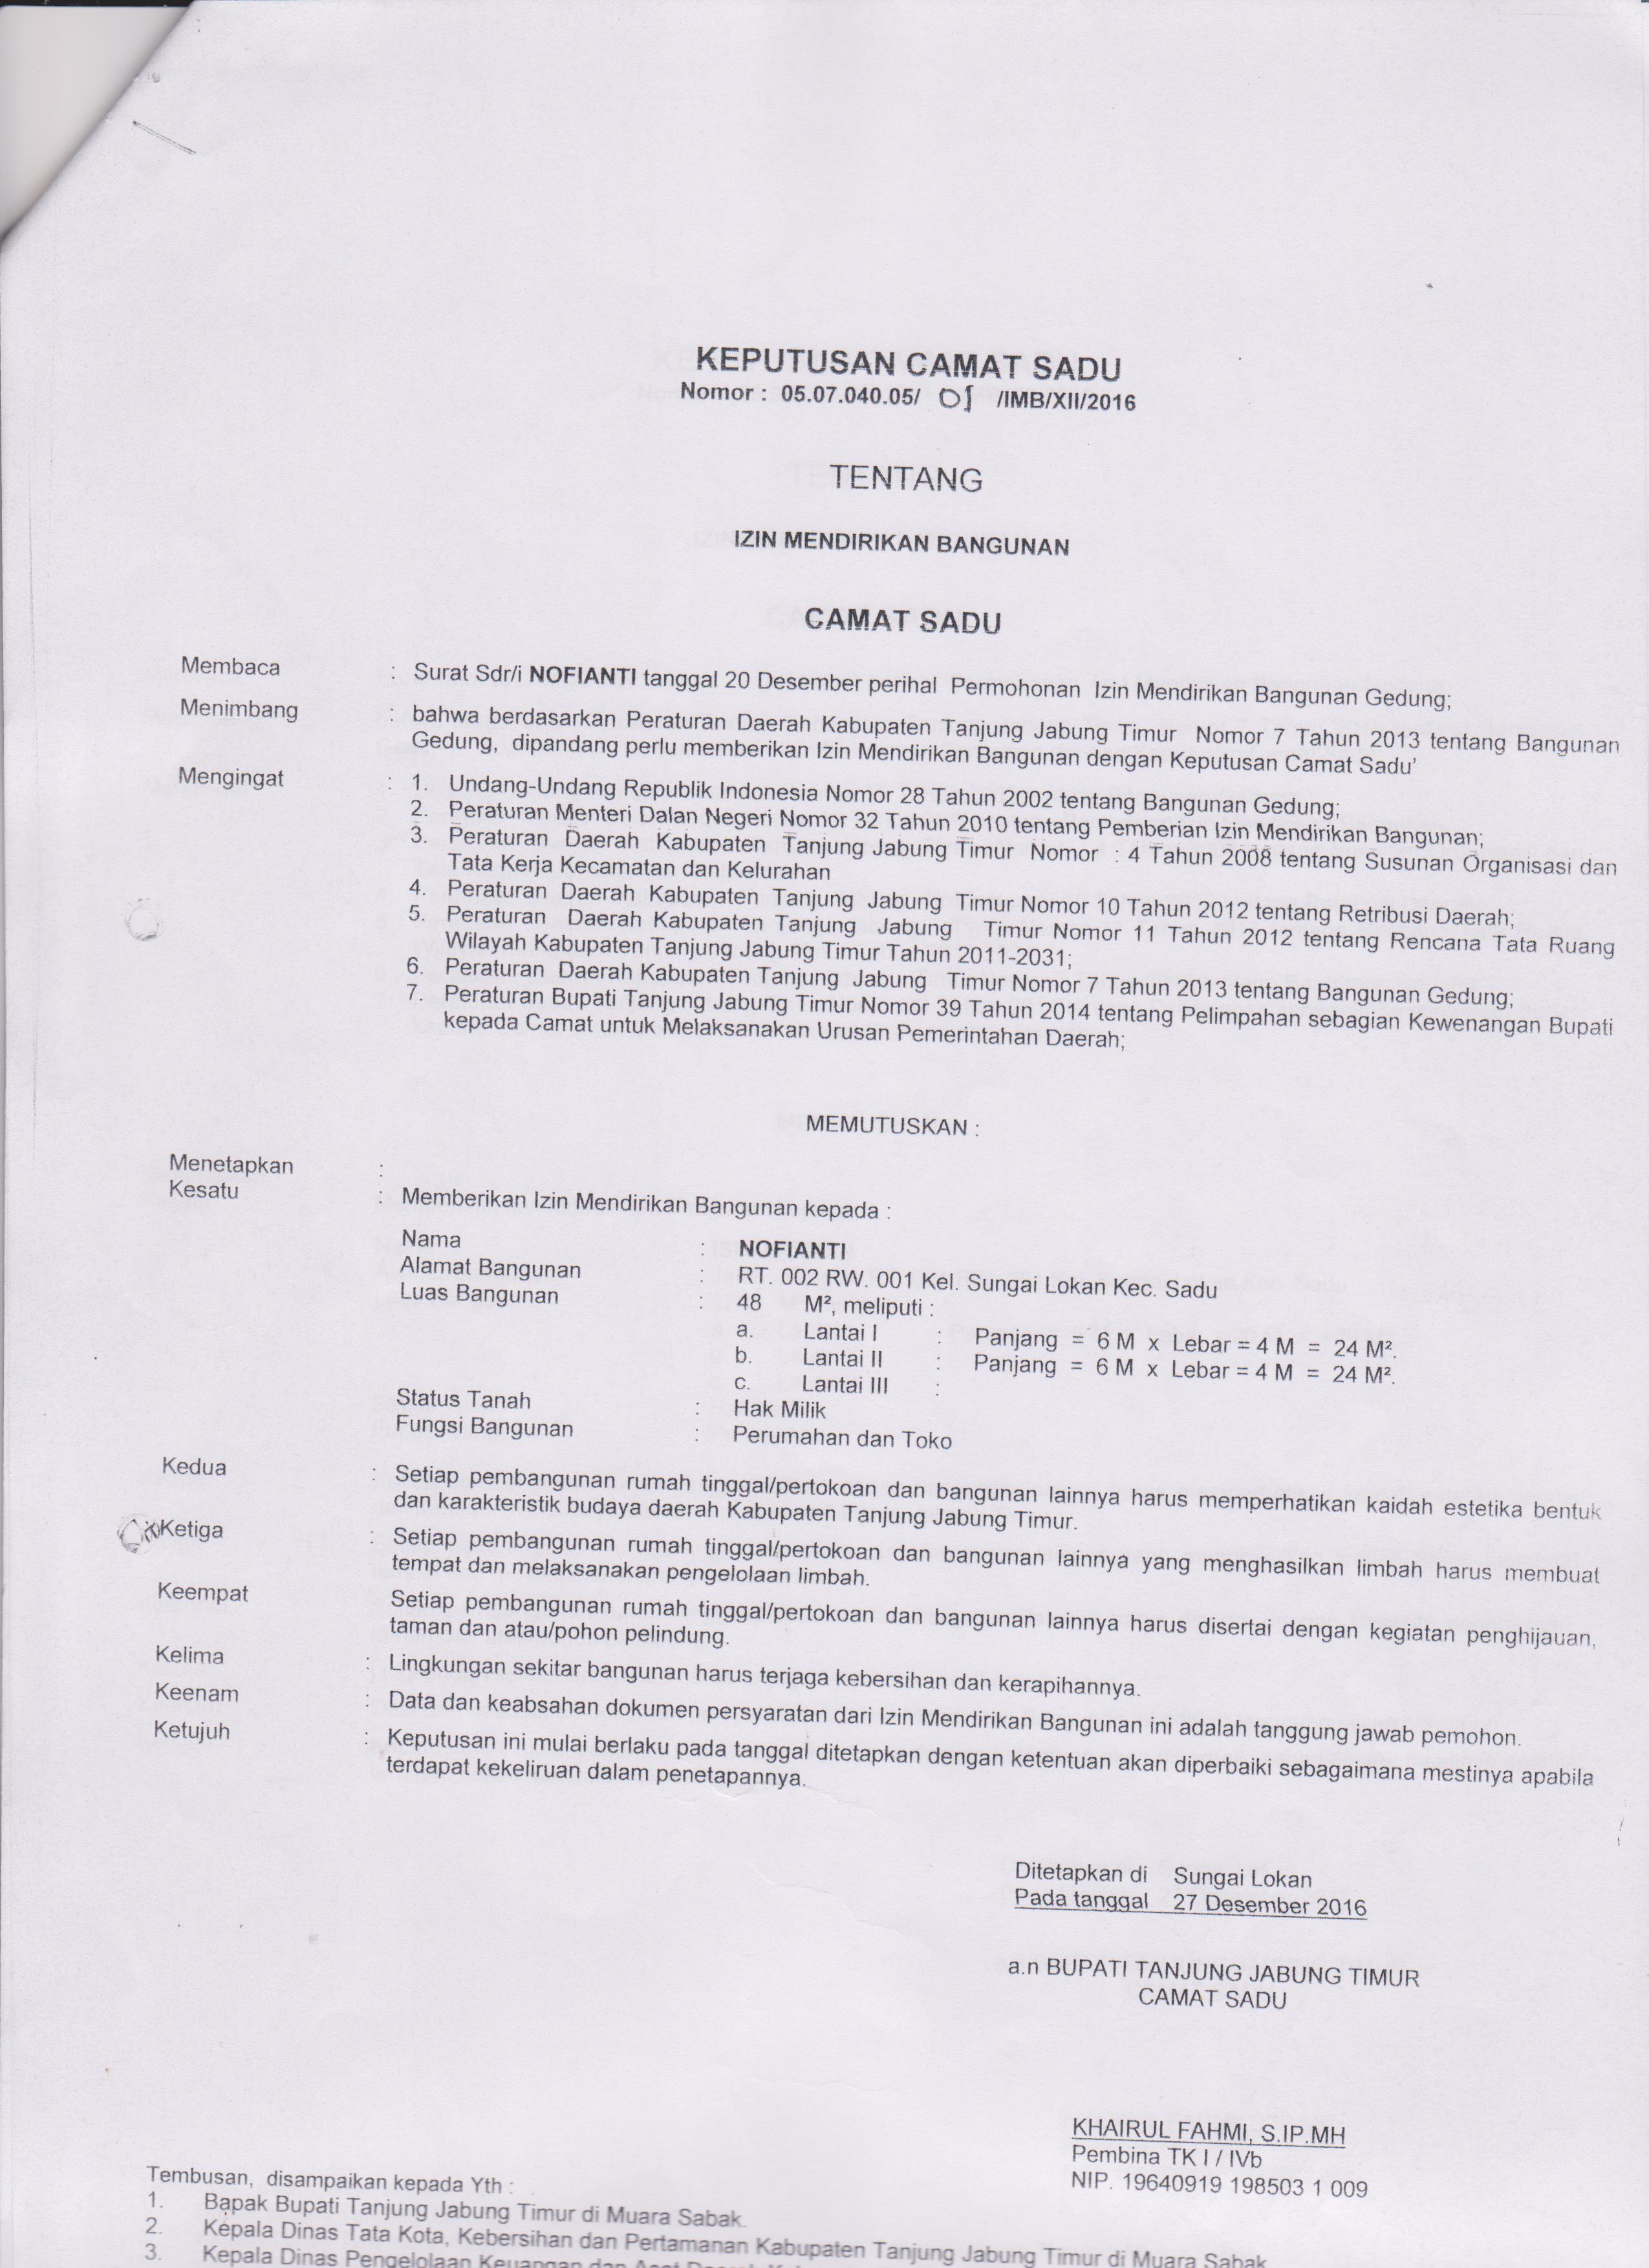 KEPUTUSAN CAMAT SADU
Nomor : 05.07.040.05/ 01 /IMB/XII/2016
TENTANG
IZIN MENDIRIKAN BANGUNAN
CAMAT SADU
Membaca : Surat Sdr/i NOFIANTI tanggal 20 Desember perihal Permohonan Izin Mendirikan Bangunan Gedung;
Menimbang : bahwa berdasarkan Peraturan Daerah Kabupaten Tanjung Jabung Timur Nomor 7 Tahun 2013 tentang Bangunan
Gedung, dipandang perlu memberikan Izin Mendirikan Bangunan dengan Keputusan Camat Sadu'
Mengingat : 1. Undang-Undang Republik Indonesia Nomor 28 Tahun 2002 tentang Bangunan Gedung;
2. Peraturan Menteri Dalan Negeri Nomor 32 Tahun 2010 tentang Pemberian Izin Mendirikan Bangunan;
3. Peraturan Daerah Kabupaten Tanjung Jabung Timur Nomor : 4 Tahun 2008 tentang Susunan Organisasi dan
Tata Kerja Kecamatan dan Kelurahan
4. Peraturan Daerah Kabupaten Tanjung Jabung Timur Nomor 10 Tahun 2012 tentang Retribusi Daerah;
5. Peraturan Daerah Kabupaten Tanjung Jabung Timur Nomor 11 Tahun 2012 tentang Rencana Tata Ruang
Wilayah Kabupaten Tanjung Jabung Timur Tahun 2011-2031;
6. Peraturan Daerah Kabupaten Tanjung Jabung Timur Nomor 7 Tahun 2013 tentang Bangunan Gedung;
7. Peraturan Bupati Tanjung Jabung Timur Nomor 39 Tahun 2014 tentang Pelimpahan sebagian Kewenangan Bupati
kepada Camat untuk Melaksanakan Urusan Pemerintahan Daerah;
MEMUTUSKAN :
Menetapkan :
Kesatu : Memberikan Izin Mendirikan Bangunan kepada :
Nama : NOFIANTI
Alamat Bangunan : RT. 002 RW. 001 Kel. Sungai Lokan Kec. Sadu
Luas Bangunan : 48 M², meliputi :
a. Lantai I : Panjang = 6 M x Lebar = 4 M = 24 M².
b. Lantai II : Panjang = 6 M x Lebar = 4 M = 24 M².
c. Lantai III :
Status Tanah : Hak Milik
Fungsi Bangunan : Perumahan dan Toko
Kedua : Setiap pembangunan rumah tinggal/pertokoan dan bangunan lainnya harus memperhatikan kaidah estetika bentuk
dan karakteristik budaya daerah Kabupaten Tanjung Jabung Timur.
Ketiga : Setiap pembangunan rumah tinggal/pertokoan dan bangunan lainnya yang menghasilkan limbah harus membuat
tempat dan melaksanakan pengelolaan limbah.
Keempat Setiap pembangunan rumah tinggal/pertokoan dan bangunan lainnya harus disertai dengan kegiatan penghijauan,
taman dan atau/pohon pelindung.
Kelima : Lingkungan sekitar bangunan harus terjaga kebersihan dan kerapihannya.
Keenam : Data dan keabsahan dokumen persyaratan dari Izin Mendirikan Bangunan ini adalah tanggung jawab pemohon.
Ketujuh : Keputusan ini mulai berlaku pada tanggal ditetapkan dengan ketentuan akan diperbaiki sebagaimana mestinya apabila
terdapat kekeliruan dalam penetapannya.
Ditetapkan di Sungai Lokan
Pada tanggal 27 Desember 2016
a.n BUPATI TANJUNG JABUNG TIMUR
CAMAT SADU
KHAIRUL FAHMI, S.IP.MH
Pembina TK I / IVb
NIP. 19640919 198503 1 009
Tembusan, disampaikan kepada Yth :
1. Bapak Bupati Tanjung Jabung Timur di Muara Sabak.
2. Kepala Dinas Tata Kota, Kebersihan dan Pertamanan Kabupaten Tanjung Jabung Timur di Muara Sabak
3. Kepala Dinas Pengelolaan Keuangan dan Aset Daerah